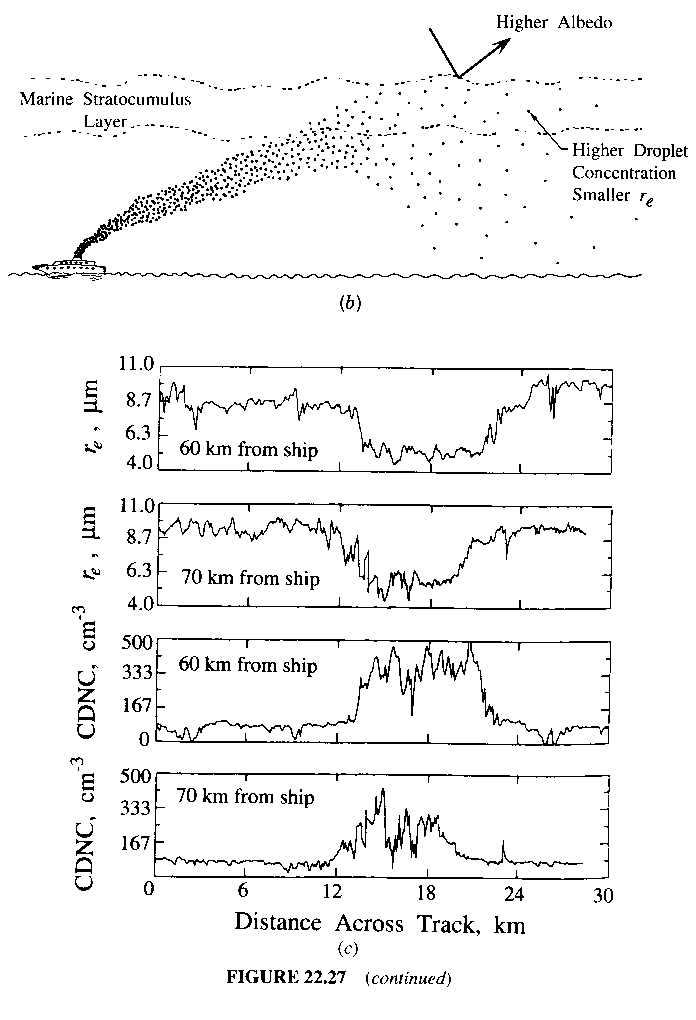 Higher Albedo
Marine Stratocumulus
Layer
Higher Droplet
Concentration
Smaller re
(b)
11.0
8.7
6.3
4.0
re , μm
60 km from ship
11.0
8.7
6.3
4.0
re , μm
70 km from ship
500
333
167
0
CDNC, cm-3
60 km from ship
500
333
167
CDNC, cm-3
70 km from ship
0 6 12 18 24 30
Distance Across Track, km
(c)
FIGURE 22.27 (continued)